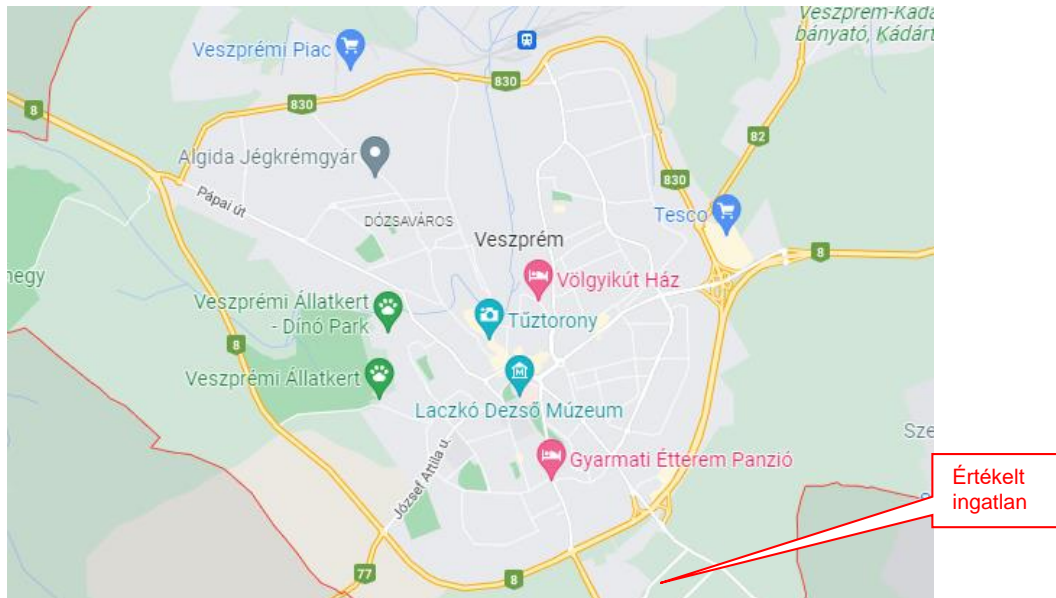 Veszprém-Káda
bányató, Kádárt
Veszprémi Piac
8
830
830
82
Algida Jégkrémgyár
830
Pápai út
DÓZSAVÁROS
Tesco
Veszprém
8
negy
Völgyikút Ház
Veszprémi Állatkert
- Dínó Park
Tűztorony
8
Veszprémi Állatkert
Laczkó Dezső Múzeum
Sze
József Attila u.
Gyarmati Étterem Panzió
Értékelt
ingatlan
77
8